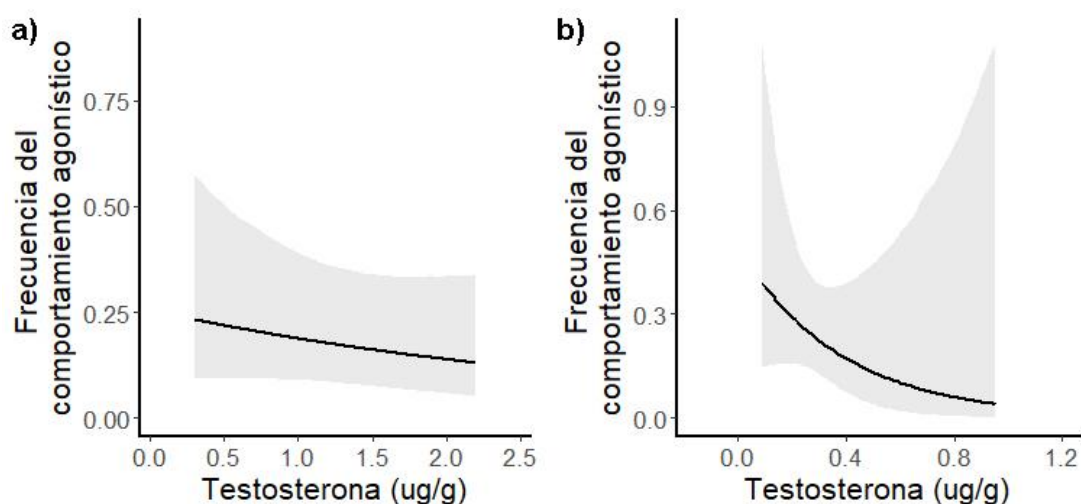 a)
Frecuencia del
comportamiento agonístico
0.75
0.50
0.25
0.00
0.0 0.5 1.0 1.5 2.0 2.5
Testosterona (ug/g)
b)
Frecuencia del
comportamiento agonístico
0.9
0.6
0.3
0.0
0.0 0.4 0.8 1.2
Testosterona (ug/g)